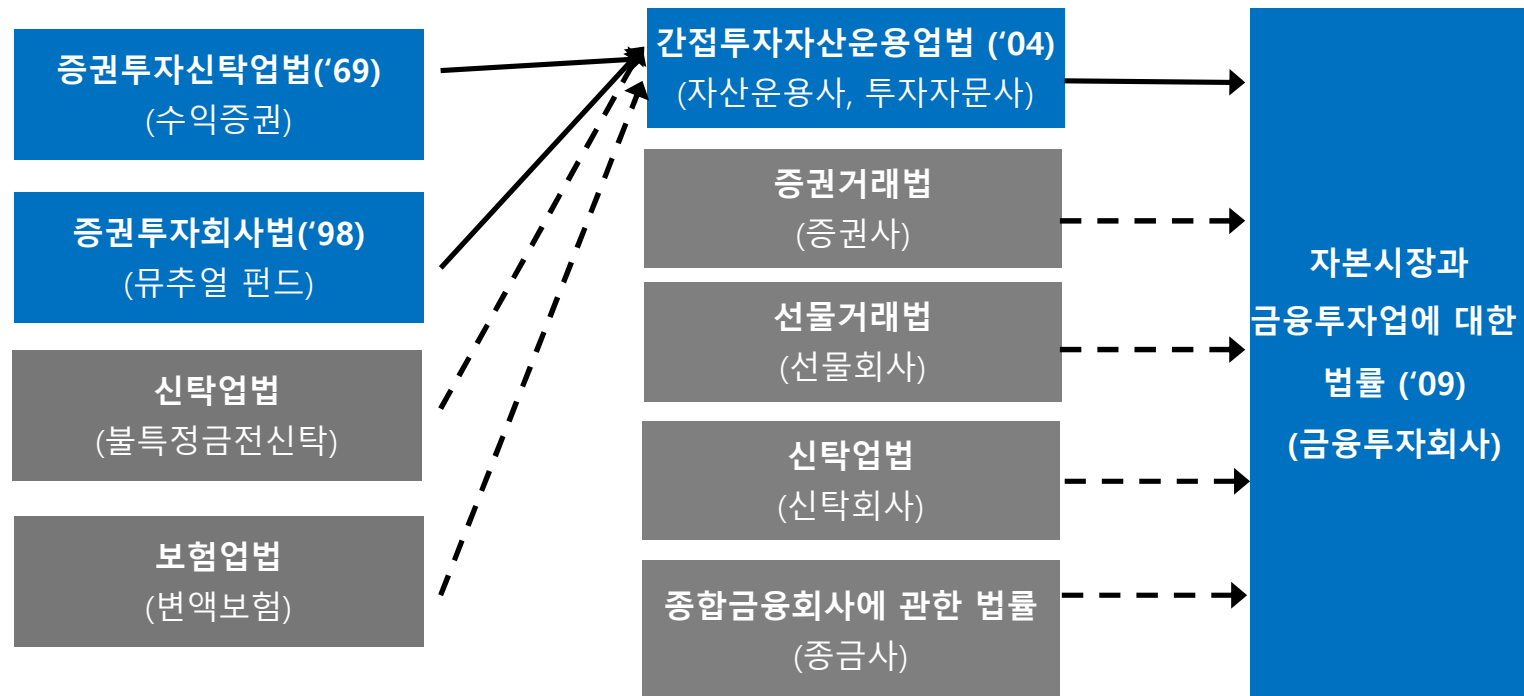 증권투자신탁업법(‘69)
(수익증권)
증권투자회사법(‘98)
(뮤추얼 펀드)
신탁업법
(불특정금전신탁)
보험업법
(변액보험)
간접투자자산운용업법 (‘04)
(자산운용사, 투자자문사)
증권거래법
(증권사)
선물거래법
(선물회사)
신탁업법
(신탁회사)
종합금융회사에 관한 법률
(종금사)
자본시장과
금융투자업에 대한
법률 (‘09)
(금융투자회사)